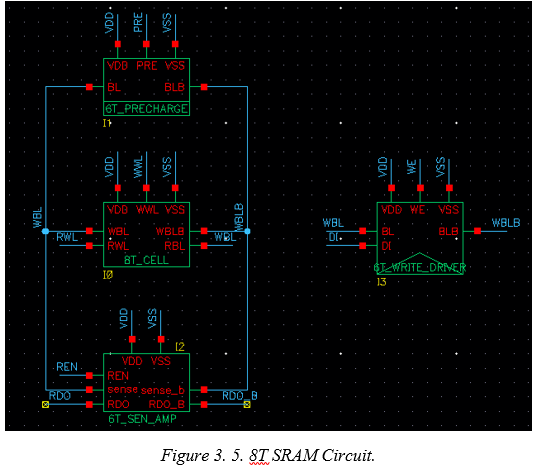 VDD PRE VSS
VDB PRE VSS
BL BLB
6T_PRECHARGE
I1
VDD WWL VSS
VDD WE VSS
VDB WWL VSS
VDD WE VSS
WBL WBLB
WBL WBLB
WBL BL BLB WBLB
RWL RWL RBL
DI DI
8T_CELL
6T_WRITE_DRIVER
I0
I3
VDD VSS
I2
VDD VSS
REN REN
sense sense_b
RDO RDO RDO_B RDO_B
6T_SEN_AMP
Figure 3. 5. 8T SRAM Circuit.